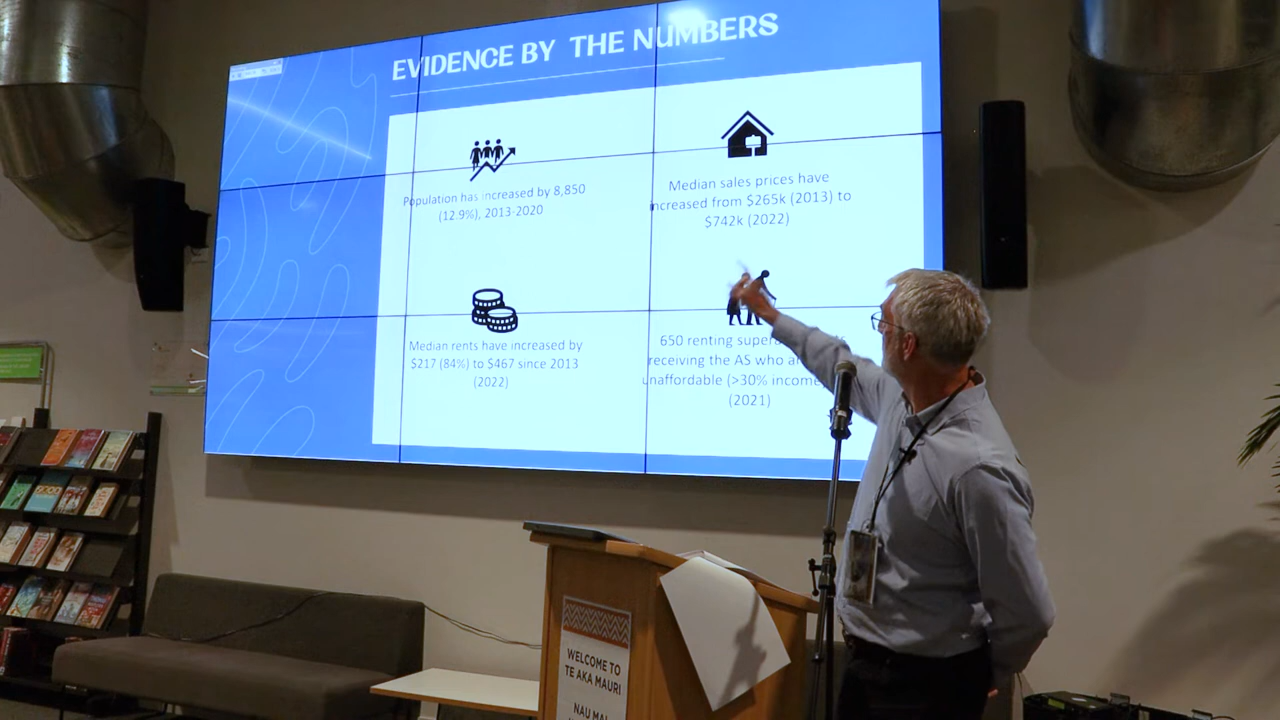 EVIDENCE BY THE NUMBERS
Population has increased by 8,850
(12.9%), 2013-2020
Median sales prices have
increased from $265k (2013) to
$742k (2022)
Median rents have increased by
$217 (84%) to $467 since 2013
(2022)
650 renting
receiving the AS who
unaffordable (>30% income
(2021)
WELCOME TO
TE AKA MAURI
NAU MAI